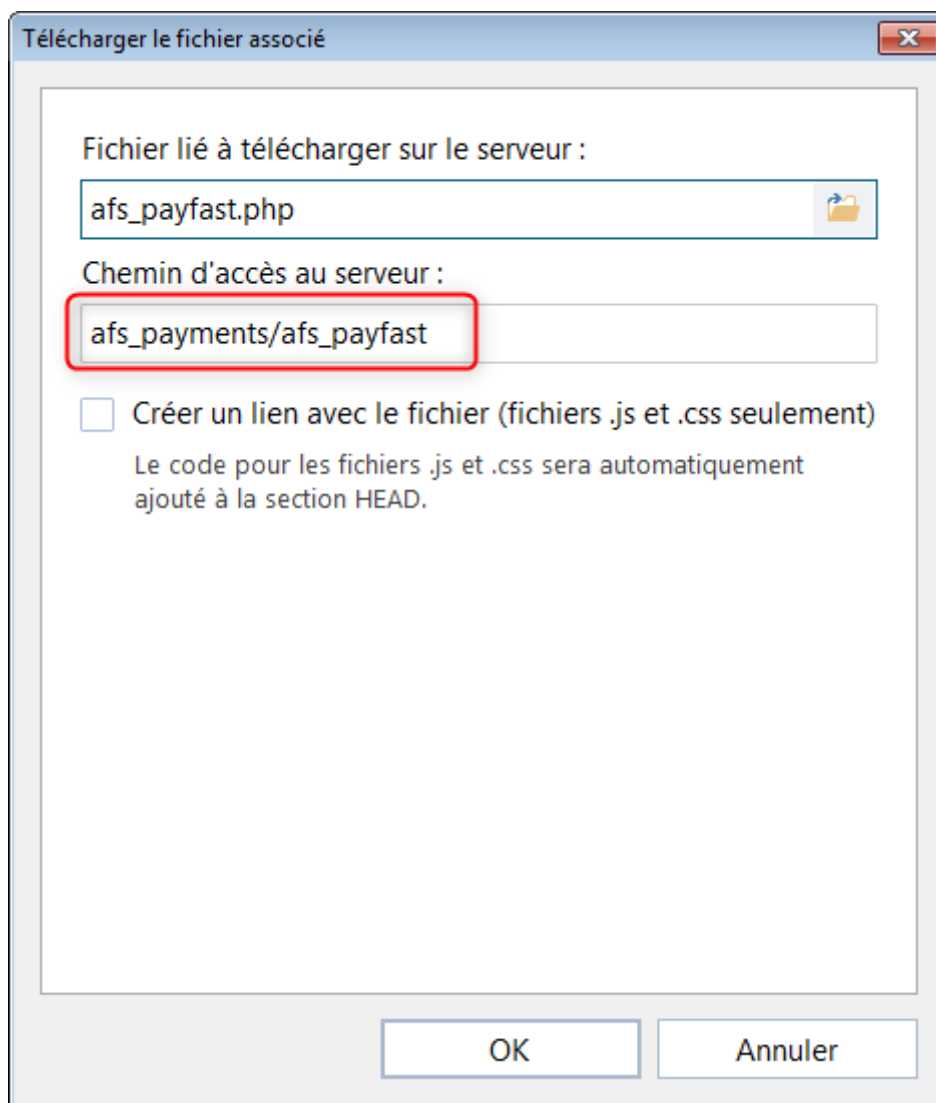 Télécharger le fichier associé
Fichier lié à télécharger sur le serveur :
afs_payfast.php
Chemin d'accès au serveur :
afs_payments/afs_payfast
Créer un lien avec le fichier (fichiers .js et .css seulement)
Le code pour les fichiers .js et .css sera automatiquement
ajouté à la section HEAD.
OK
Annuler